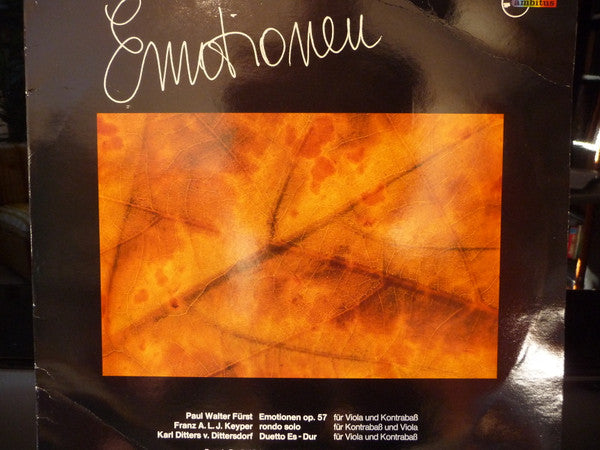 ambitus
Emotionen
Paul Walter Fürst Emotionen op. 57 für Viola und Kontrabaß
Franz A. L. J. Keyper rondo solo für Kontrabaß und Viola
Karl Ditters v. Dittersdorf Duetto Es-Dur für Viola und Kontrabaß